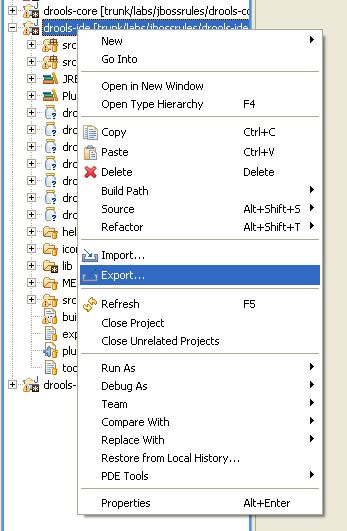 drools-core [trunk/labs/jbossrules/drools-co
drools-ide [trunk/labs/jbossrules/drools-ide
src
src
JRE
Plu
dro
dro
dro
dro
dro
dro
hel
icor
lib
ME
src
bui
exp
plu
too
drools-
New
Go Into
Open in New Window
Open Type Hierarchy F4
Copy Ctrl+C
Paste Ctrl+V
Delete Delete
Build Path
Source Alt+Shift+S
Refactor Alt+Shift+T
Import...
Export...
Refresh F5
Close Project
Close Unrelated Projects
Run As
Debug As
Team
Compare With
Replace With
Restore from Local History...
PDE Tools
Properties Alt+Enter